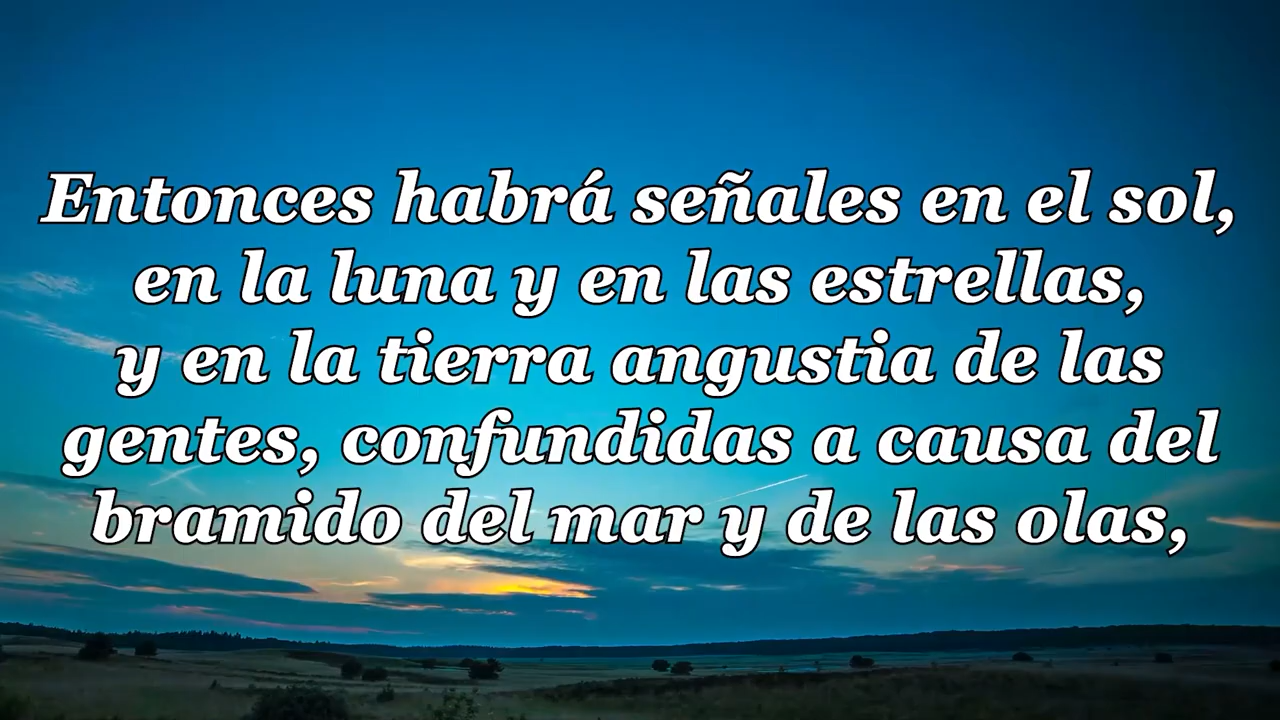 Entonces habrá señales en el sol,
en la luna y en las estrellas,
y en la tierra angustia de las
gentes, confundidas a causa del
bramido del mar y de las olas,